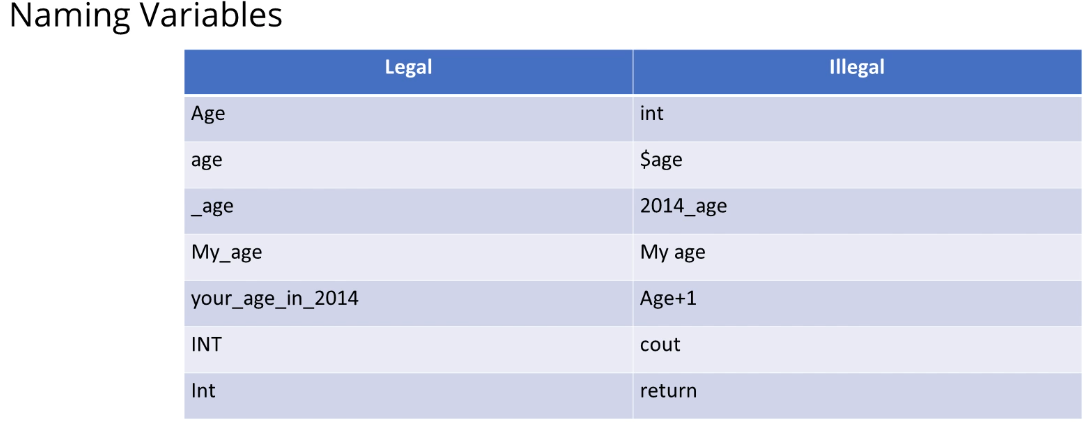 Naming Variables
Legal Illegal
Age int
age $age
_age 2014_age
My_age My age
your_age_in_2014 Age+1
INT cout
Int return